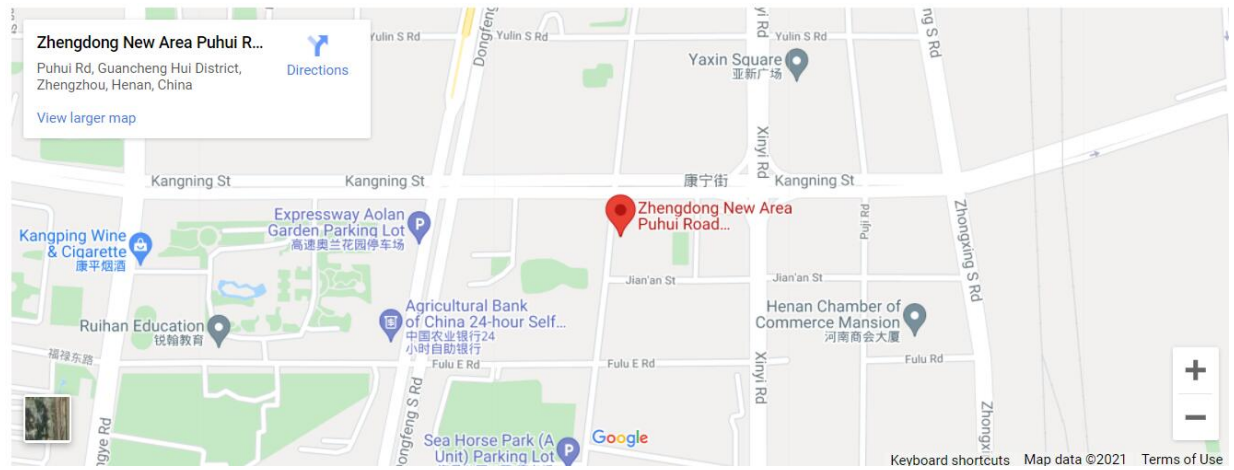 Zhengdong New Area Puhui R...
Puhui Rd, Guancheng Hui District,
Zhengzhou, Henan, China
View larger map
Directions
Yulin S Rd
Dongfeng
Yulin S Rd
Xinyi Rd
Yulin S Rd
ng S Rd
Yaxin Square
亚新广场
Xinyi Rd
Kangning St
Kangning St
康宁街
Kangning St
Zhengdong New Area
Puhui Road...
Expressway Aolan
Garden Parking Lot
高速奥兰花园停车场
Kangping Wine
& Cigarette
康平烟酒
Puji Rd
Zhongxing S Rd
Jian'an St
Jian'an St
Agricultural Bank
of China 24-hour Self...
中国农业银行24
小时自助银行
Henan Chamber of
Commerce Mansion
河南商会大厦
Ruihan Education
锐翰教育
福禄东路
Fulu E Rd
Fulu E Rd
Fulu Rd
Xinyi Rd
Dongfeng S Rd
Zhongxi
ngye Rd
Sea Horse Park (A
Unit) Parking Lot
Google
+
−
Keyboard shortcuts
Map data ©2021
Terms of Use